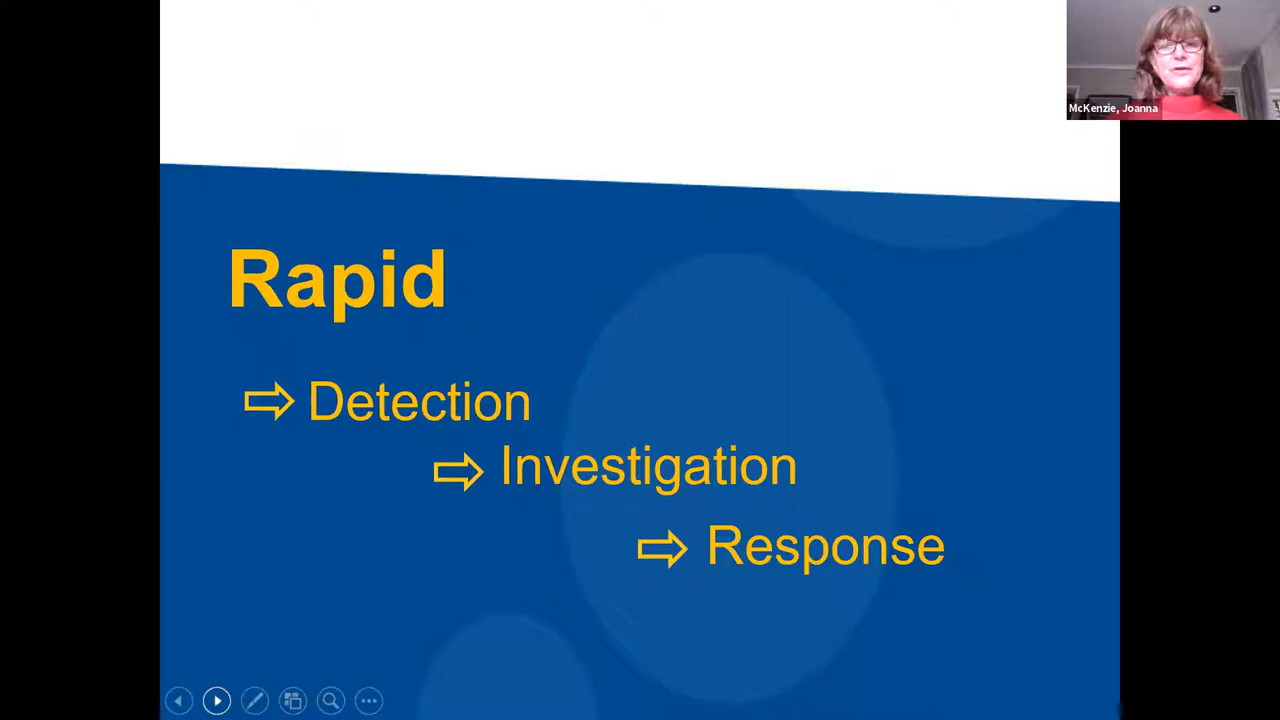 McKenzie, Joanna
Rapid
⇨ Detection
⇨ Investigation
⇨ Response